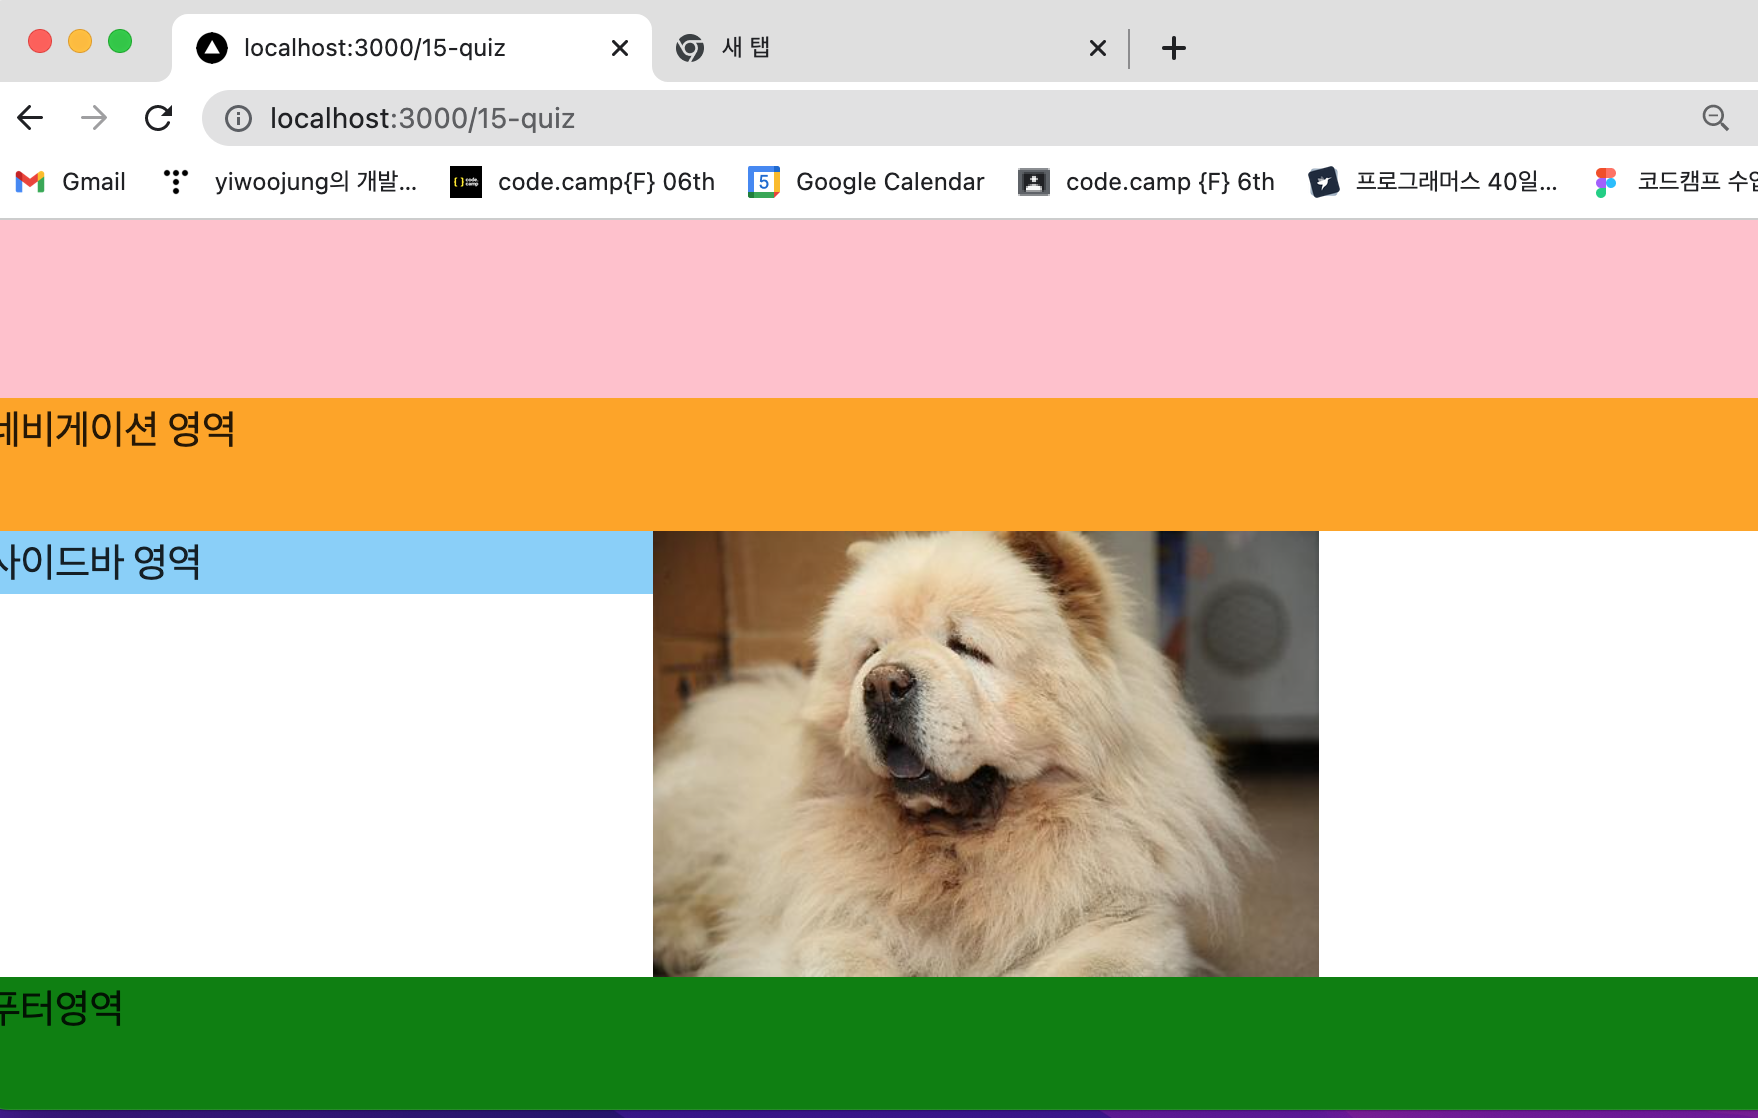 localhost:3000/15-quiz
새 탭
localhost:3000/15-quiz
Gmail
yiwoojung의 개발...
code.camp{F} 06th
5
Google Calendar
code.camp {F} 6th
프로그래머스 40일...
코드캠프 수업
네비게이션 영역
사이드바 영역
푸터영역